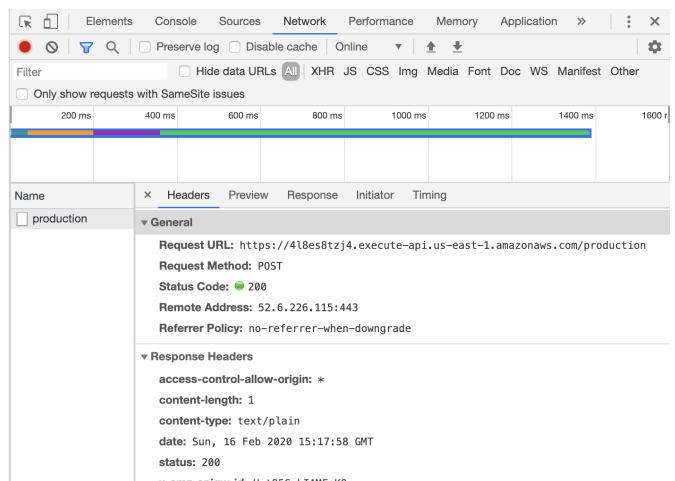 Elements Console Sources Network Performance Memory Application »
Preserve log Disable cache Online
Filter Hide data URLs All XHR JS CSS Img Media Font Doc WS Manifest Other
Only show requests with SameSite issues
200 ms 400 ms 600 ms 800 ms 1000 ms 1200 ms 1400 ms 1600
Name × Headers Preview Response Initiator Timing
production
General
Request URL: https://4l8es8tzj4.execute-api.us-east-1.amazonaws.com/production
Request Method: POST
Status Code: 200
Remote Address: 52.6.226.115:443
Referrer Policy: no-referrer-when-downgrade
Response Headers
access-control-allow-origin: *
content-length: 1
content-type: text/plain
date: Sun, 16 Feb 2020 15:17:58 GMT
status: 200